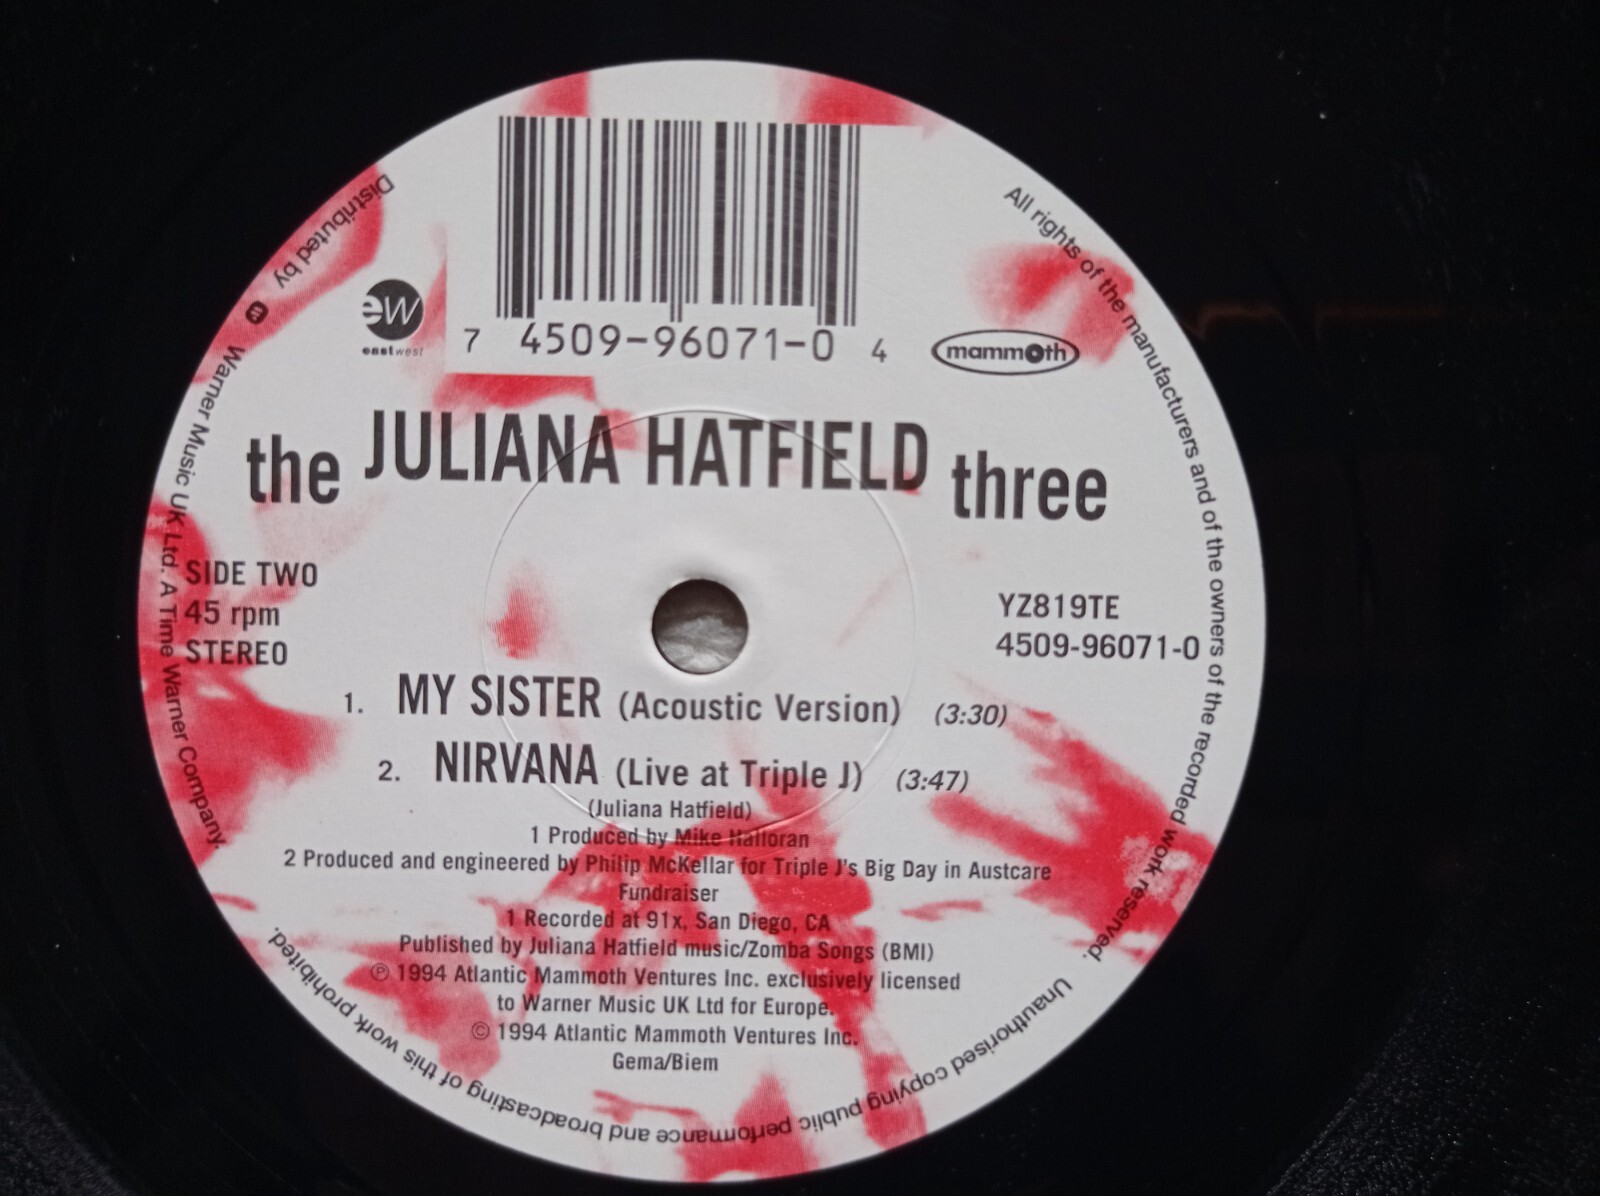 7 4509-96071-0 4
ew
eastwest
mammoth
the JULIANA HATFIELD three
SIDE TWO
45 rpm
STEREO
YZ819TE
4509-96071-0
1. MY SISTER (Acoustic Version) (3:30)
2. NIRVANA (Live at Triple J) (3:47)
(Juliana Hatfield)
1 Produced by Mike Halloran
2 Produced and engineered by Philip McKellar for Triple J's Big Day in Austcare
Fundraiser
1 Recorded at 91x, San Diego, CA
Published by Juliana Hatfield music/Zomba Songs (BMI)
℗ 1994 Atlantic Mammoth Ventures Inc. exclusively licensed
to Warner Music UK Ltd for Europe.
© 1994 Atlantic Mammoth Ventures Inc.
Gema/Biem
All rights of the manufacturers and of the owners of the recorded work reserved.
Unauthorised copying public performance and broadcasting of this work prohibited.
Distributed by Warner Music UK Ltd. A Time Warner Company.